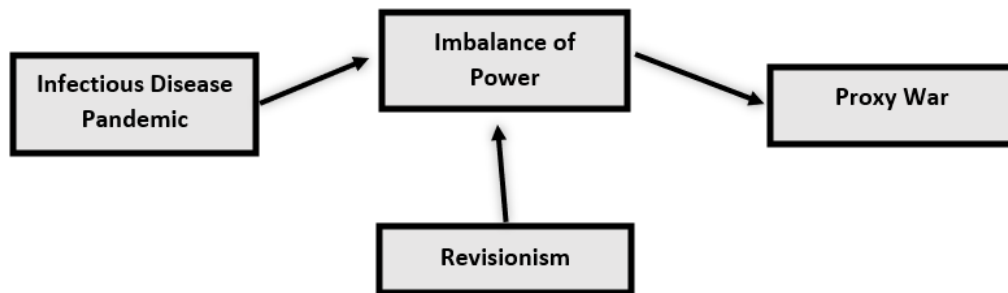 Imbalance of
Power
Infectious Disease
Pandemic
Proxy War
Revisionism